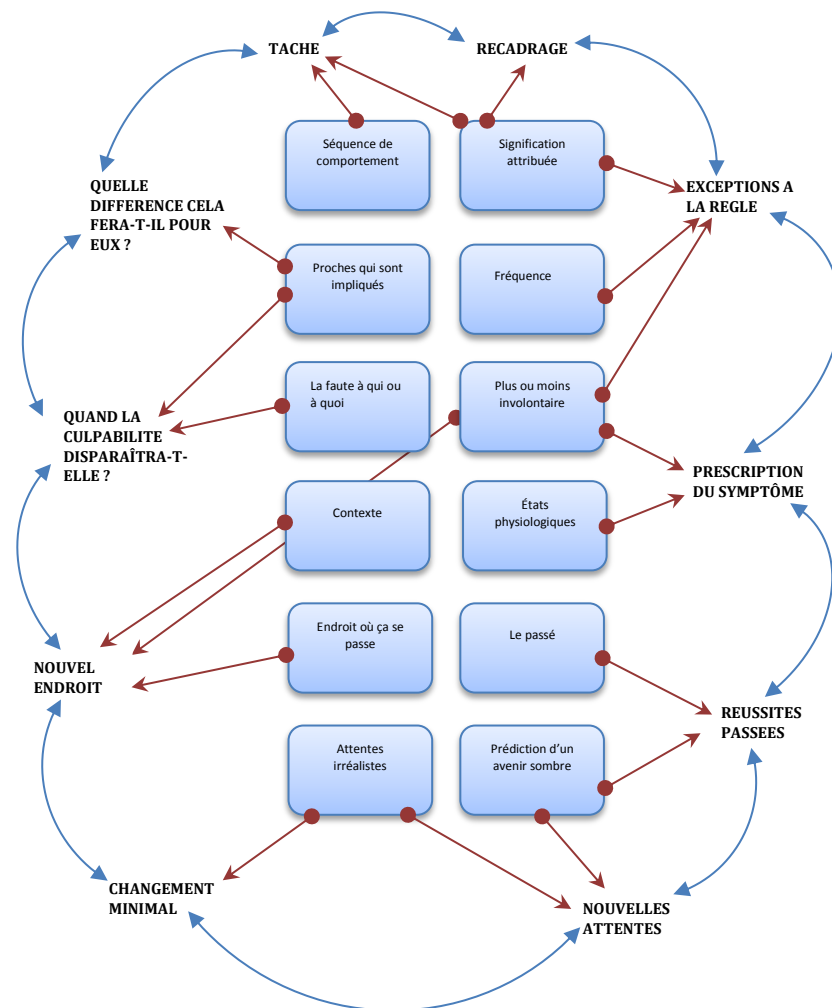 TACHE
RECADRAGE
Séquence de
comportement
Signification
attribuée
QUELLE
DIFFERENCE CELA
FERA-T-IL POUR
EUX ?
EXCEPTIONS A
LA REGLE
Proches qui sont
impliqués
Fréquence
La faute à qui ou
à quoi
Plus ou moins
involontaire
QUAND LA
CULPABILITE
DISPARAÎTRA-T-
ELLE ?
PRESCRIPTION
DU SYMPTÔME
Contexte
États
physiologiques
Endroit où ça se
passe
Le passé
NOUVEL
ENDROIT
REUSSITES
PASSEES
Attentes
irréalistes
Prédiction d’un
avenir sombre
CHANGEMENT
MINIMAL
NOUVELLES
ATTENTES